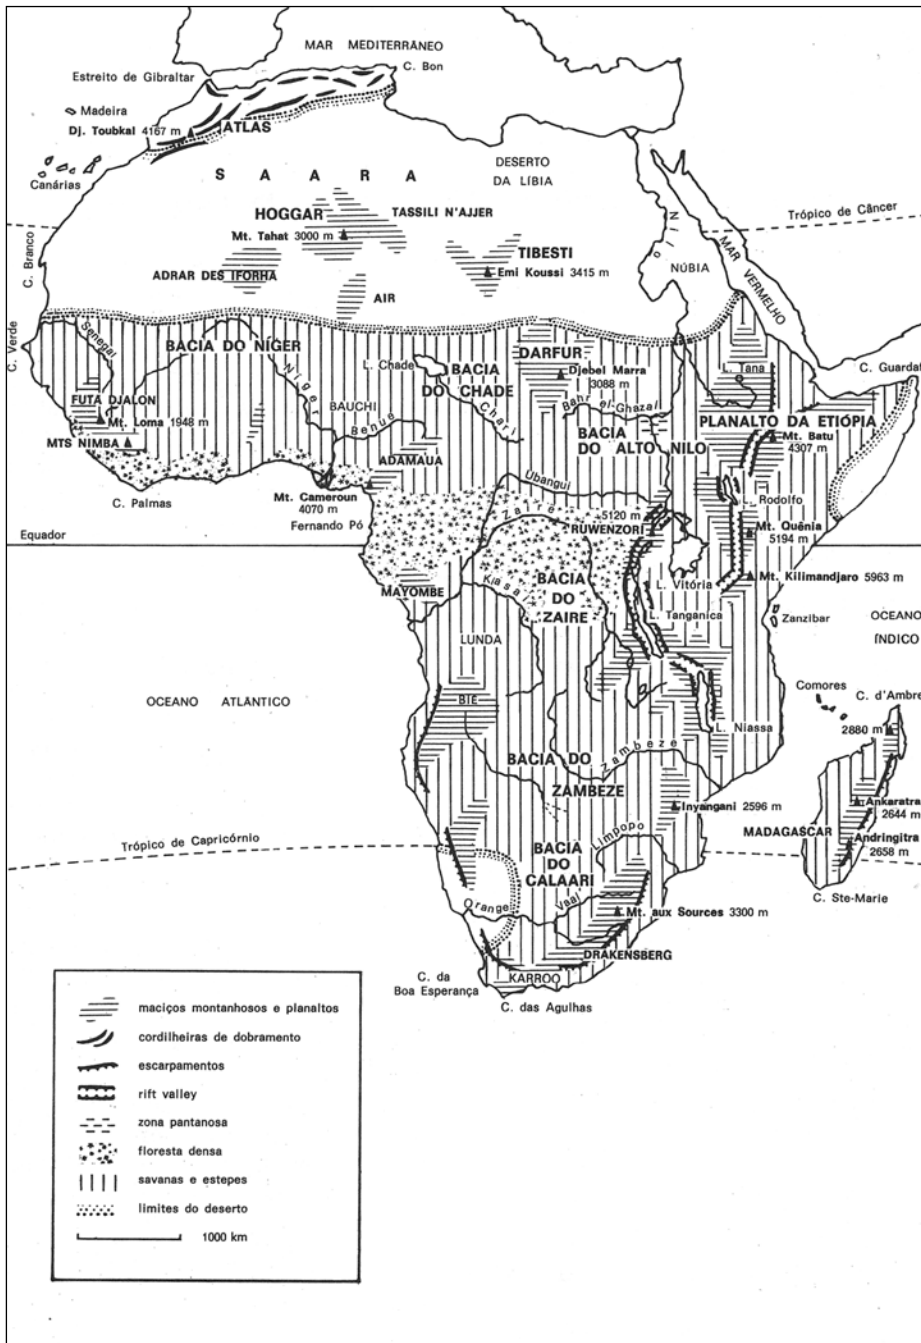 MAR MEDITERRÂNEO
C. Bon
Estreito de Gibraltar
Madeira
Dj. Toubkal 4167 m
ATLAS
Canárias
SAARA
DESERTO
DA LÍBIA
HOGGAR
TASSILI N'AJJER
Mt. Tahat 3000 m
Trópico de Câncer
Nilo
MAR VERMELHO
C. Branco
TIBESTI
NÚBIA
ADRAR DES IFORHA
Emi Koussi 3415 m
AIR
C. Verde
Senegal
BACIA DO NÍGER
Niger
L. Chade
BACIA
DO CHADE
Chari
DARFUR
Djebel Marra
3088 m
L. Tana
C. Guardaf
FUTA DJALON
Mt. Loma 1948 m
BAUCHI
Benue
Bahr el-Ghazal
PLANALTO DA ETIÓPIA
MTS NIMBA
ADAMAUA
BACIA
DO ALTO NILO
Mt. Batu
4307 m
C. Palmas
Mt. Cameroun
4070 m
Fernando Pó
Ubangui
Zaire
5120 m
RUWENZORI
L. Rodolfo
Mt. Quênia
5194 m
Equador
MAYOMBE
Kasai
BACIA
DO
ZAIRE
L. Vitória
Mt. Kilimandjaro 5963 m
L. Tanganica
Zanzibar
OCEANO
ÍNDICO
LUNDA
OCEANO ATLÂNTICO
BIÉ
Comores
C. d'Ambre
L. Niassa
2880 m
BACIA DO
Zambeze
ZAMBEZE
Inyangani 2596 m
Ankaratra
2644 m
MADAGASCAR
Andringitra
2658 m
Trópico de Capricórnio
Limpopo
BACIA
DO
CALAARI
C. Ste-Marie
Orange
Vaal
Mt. aux Sources 3300 m
DRAKENSBERG
KARROO
C. da
Boa Esperança
C. das Agulhas
maciços montanhosos e planaltos
cordilheiras de dobramento
escarpamentos
rift valley
zona pantanosa
floresta densa
savanas e estepes
limites do deserto
1000 km